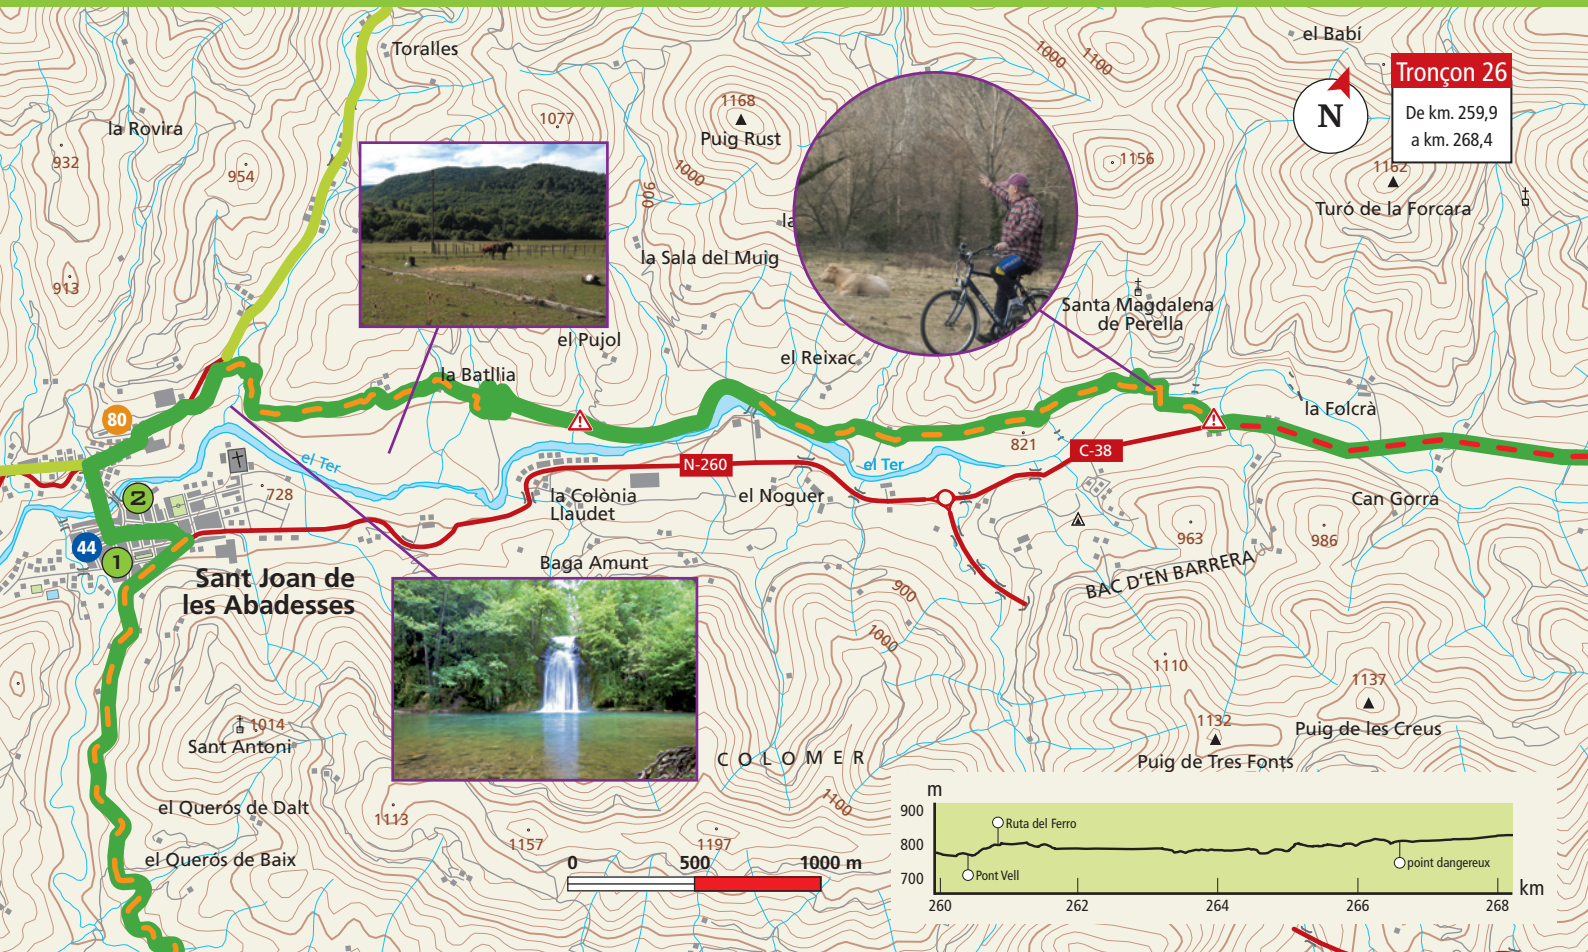 Toralles
el Babí
1000
1100
Tronçon 26
De km. 259,9
a km. 268,4
N
la Rovira
1077
1168
Puig Rust
932
954
1000
900
1156
1162
Turó de la Forcara
la
la Sala del Muig
913
Santa Magdalena
de Perella
el Pujol
el Reixac
la Batllia
80
la Folcrà
821
C-38
el Ter
N-260
el Ter
2
728
la Colònia
Llaudet
el Noguer
Can Gorra
44
1
963
986
Baga Amunt
BAC D'EN BARRERA
Sant Joan de
les Abadesses
900
1000
1110
1137
1014
Sant Antoni
1132
Puig de les Creus
COLOMER
Puig de Tres Fonts
el Querós de Dalt
1113
1100
el Querós de Baix
1157
1197
0 500 1000 m
m
900
800
700
Ruta del Ferro
Pont Vell
point dangereux
km
260 262 264 266 268